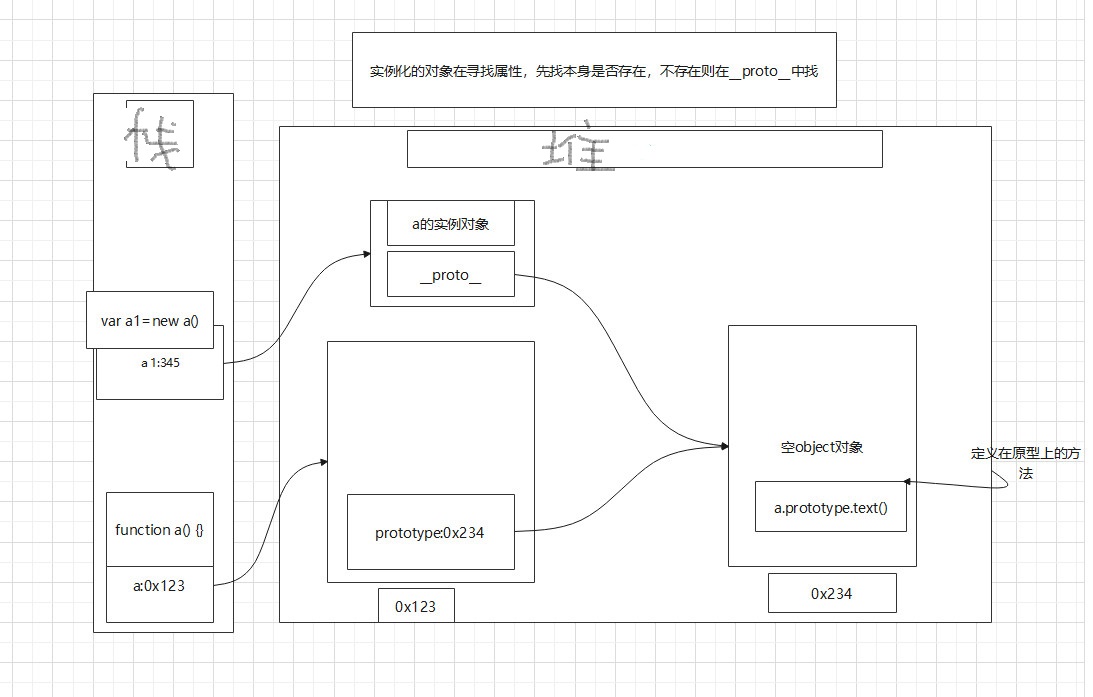 实例化的对象在寻找属性，先找本身是否存在，不存在则在__proto__中找
栈
堆
a的实例对象
__proto__
var a1=new a()
a 1:345
空object对象
定义在原型上的方
法
a.prototype.text()
function a() {}
prototype:0x234
a:0x123
0x123
0x234